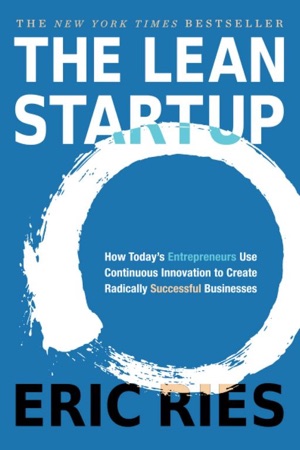 THE NEW YORK TIMES BESTSELLER
THE LEAN
STARTUP
How Today's Entrepreneurs Use
Continuous Innovation to Create
Radically Successful Businesses
ERIC RIES